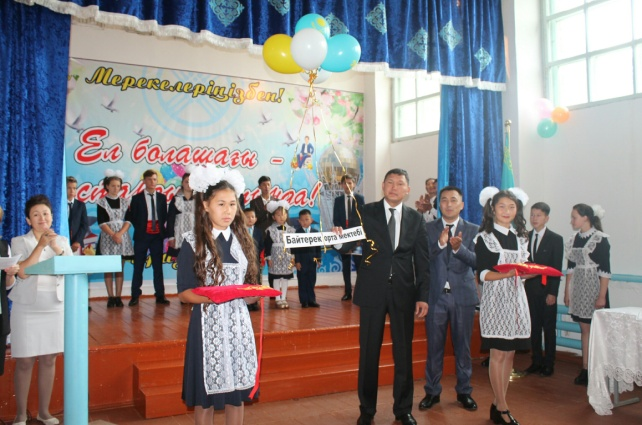 Мерекелеріңізбен!
Ел болашағы -
Байтерек орта мектебі